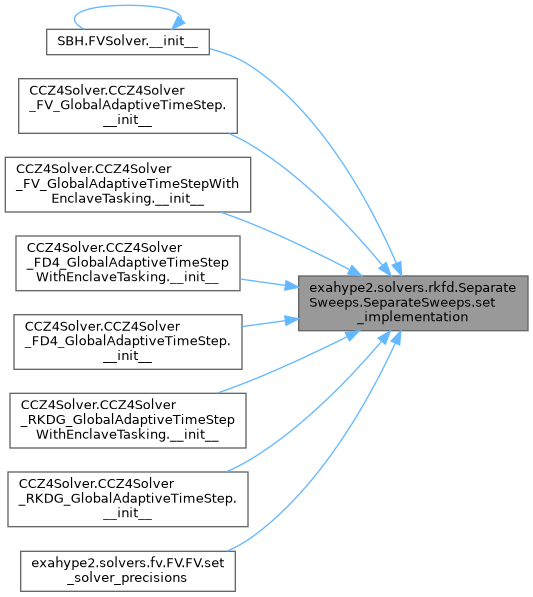 SBH.FVSolver.__init__
CCZ4Solver.CCZ4Solver
_FV_GlobalAdaptiveTimeStep.
__init__
CCZ4Solver.CCZ4Solver
_FV_GlobalAdaptiveTimeStepWith
EnclaveTasking.__init__
CCZ4Solver.CCZ4Solver
_FD4_GlobalAdaptiveTimeStep
WithEnclaveTasking.__init__
exahype2.solvers.rkfd.Separate
Sweeps.SeparateSweeps.set
_implementation
CCZ4Solver.CCZ4Solver
_FD4_GlobalAdaptiveTimeStep.
__init__
CCZ4Solver.CCZ4Solver
_RKDG_GlobalAdaptiveTimeStep
WithEnclaveTasking.__init__
CCZ4Solver.CCZ4Solver
_RKDG_GlobalAdaptiveTimeStep.
__init__
exahype2.solvers.fv.FV.FV.set
_solver_precisions